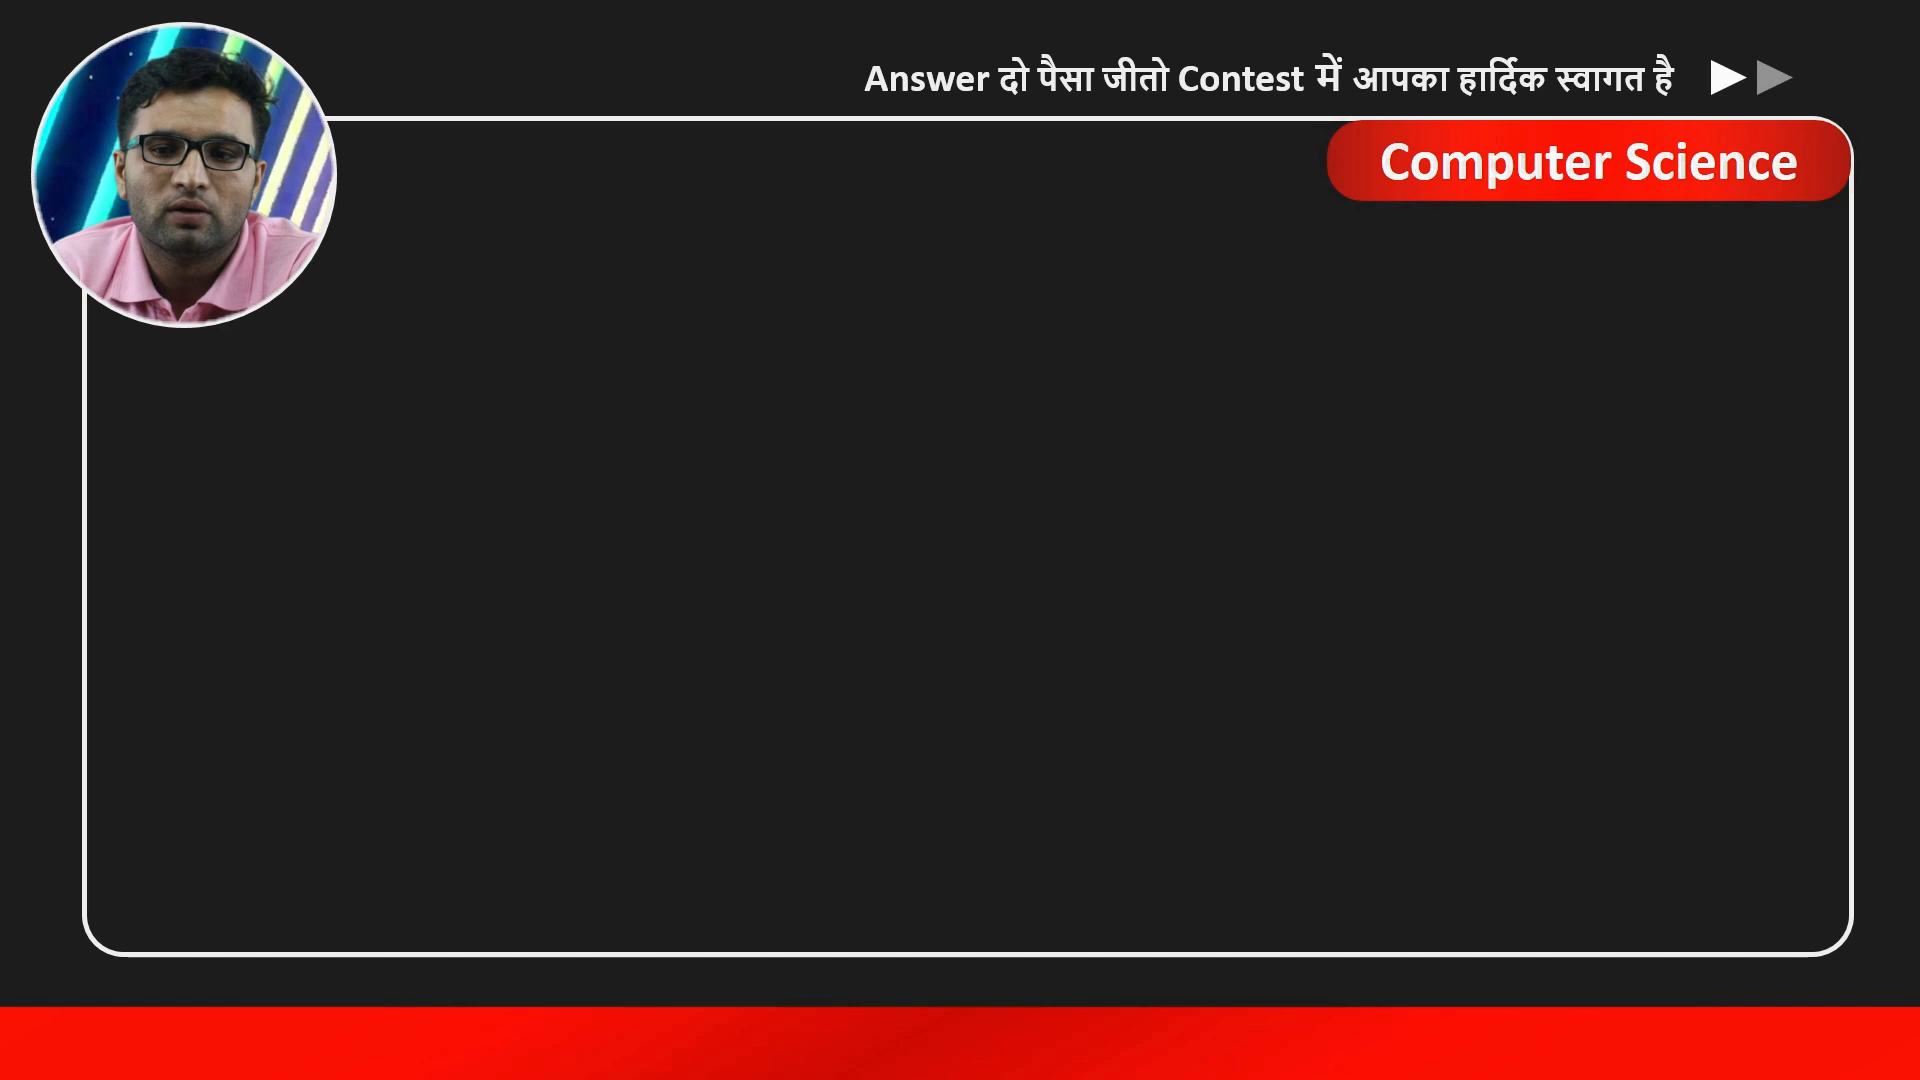 Answer दो पैसा जीतो Contest में आपका हार्दिक स्वागत है
Computer Science